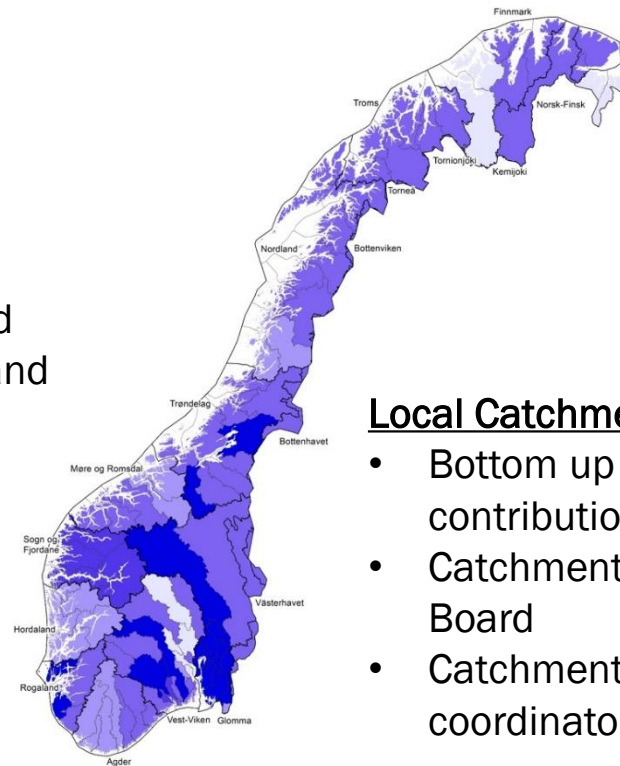 Finnmark
Troms
Norsk-Finsk
Tornionjoki
Kemijoki
Torneå
Nordland
Bottenviken
d
and
Trøndelag
Bottenhavet
Møre og Romsdal
Sogn og
Fjordane
Västerhavet
Hordaland
Rogaland
Vest-Viken
Glomma
Agder
Local Catchme
• Bottom up
contributio
• Catchment
Board
• Catchment
coordinato